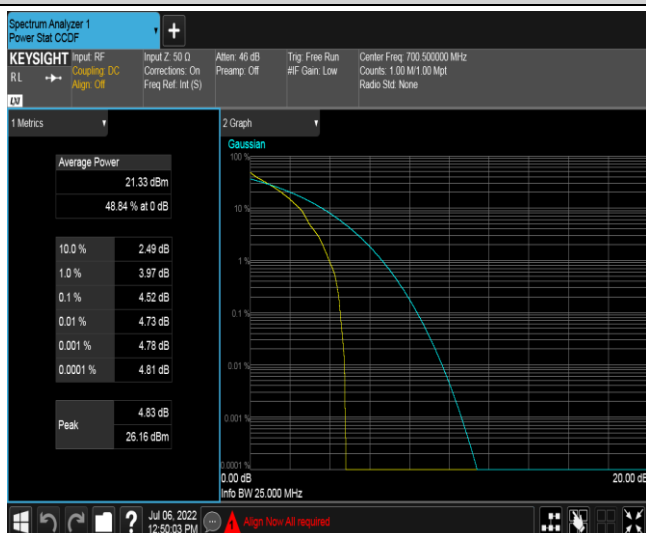 Spectrum Analyzer 1
Power Stat CCDF
+
KEYSIGHT
RL
LXI
Input: RF
Coupling: DC
Align: Off
Input Z: 50 Ω
Corrections: On
Freq Ref: Int (S)
Atten: 46 dB
Preamp: Off
Trig: Free Run
#IF Gain: Low
Center Freq: 700.500000 MHz
Counts: 1.00 M/1.00 Mpt
Radio Std: None
1 Metrics
Average Power
21.33 dBm
48.84 % at 0 dB
10.0 % 2.49 dB
1.0 % 3.97 dB
0.1 % 4.52 dB
0.01 % 4.73 dB
0.001 % 4.78 dB
0.0001 % 4.81 dB
Peak
4.83 dB
26.16 dBm
2 Graph
Gaussian
100 %
10 %
1 %
0.1 %
0.01 %
0.001 %
0.0001 %
0.00 dB 20.00 dB
Info BW 25.000 MHz
?
Jul 06, 2022
12:50:03 PM
Align Now All required